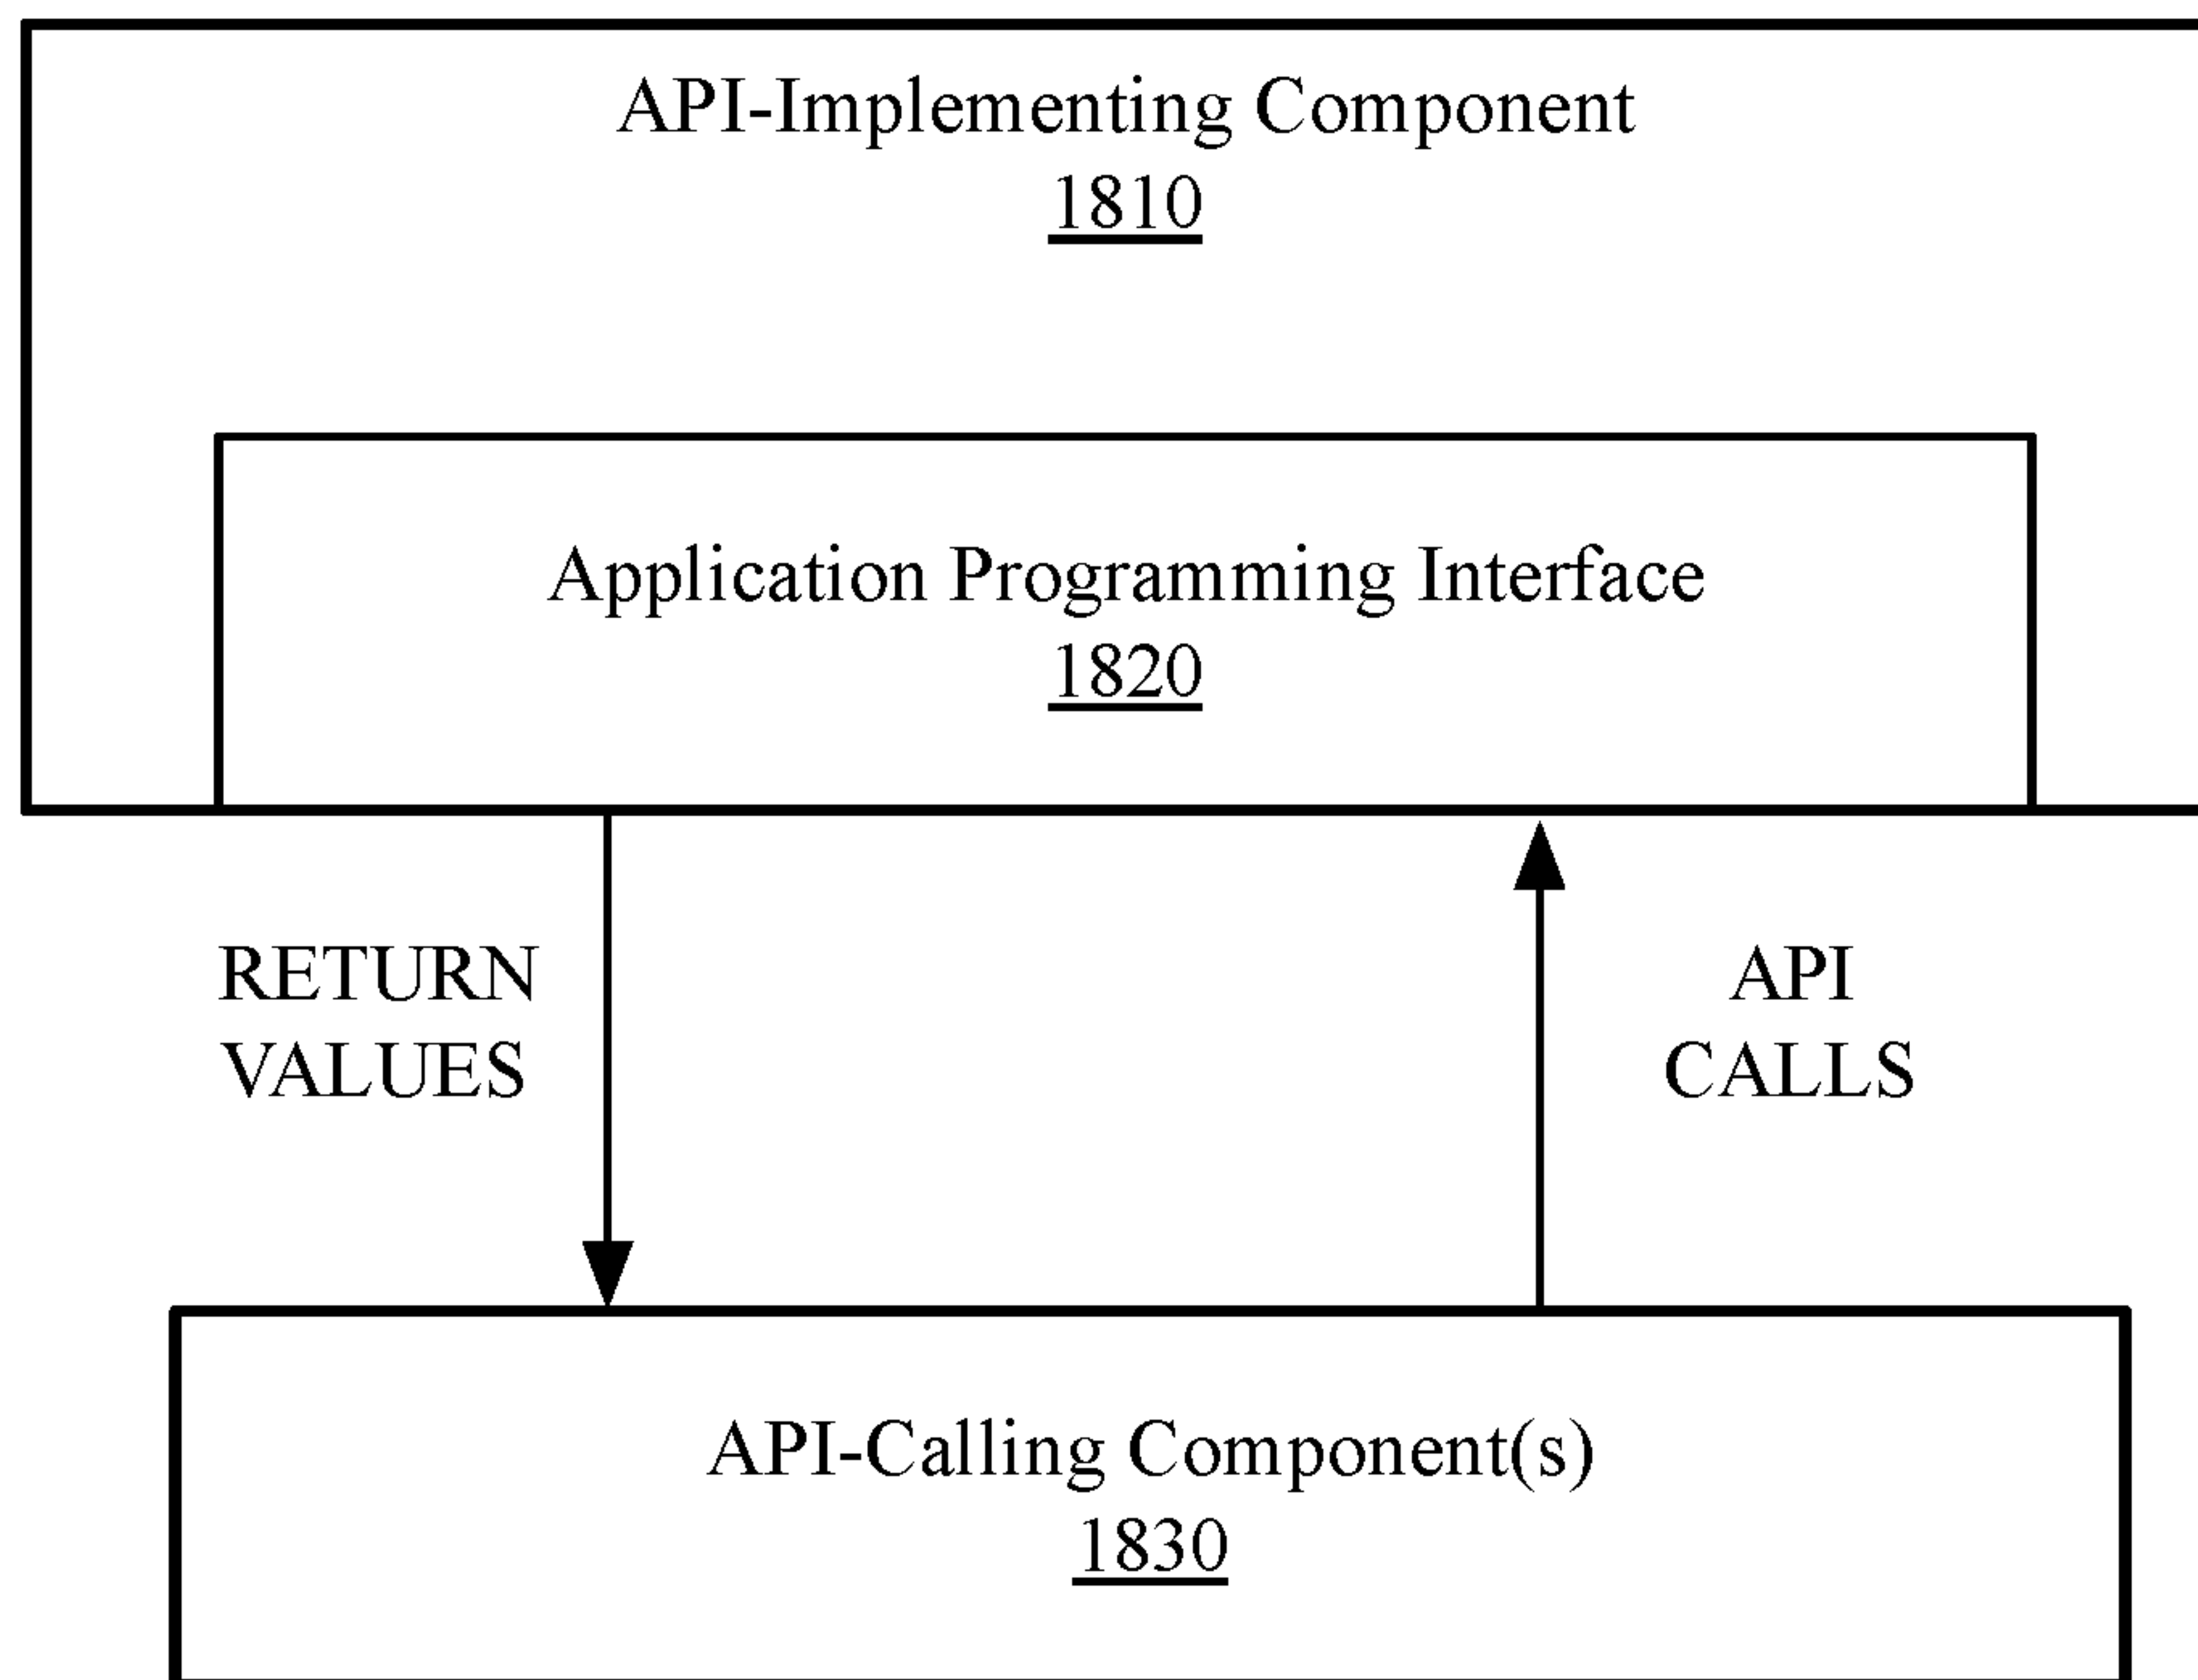 API-Implementing Component
1810
Application Programming Interface
1820
RETURN
VALUES
API
CALLS
API-Calling Component(s)
1830